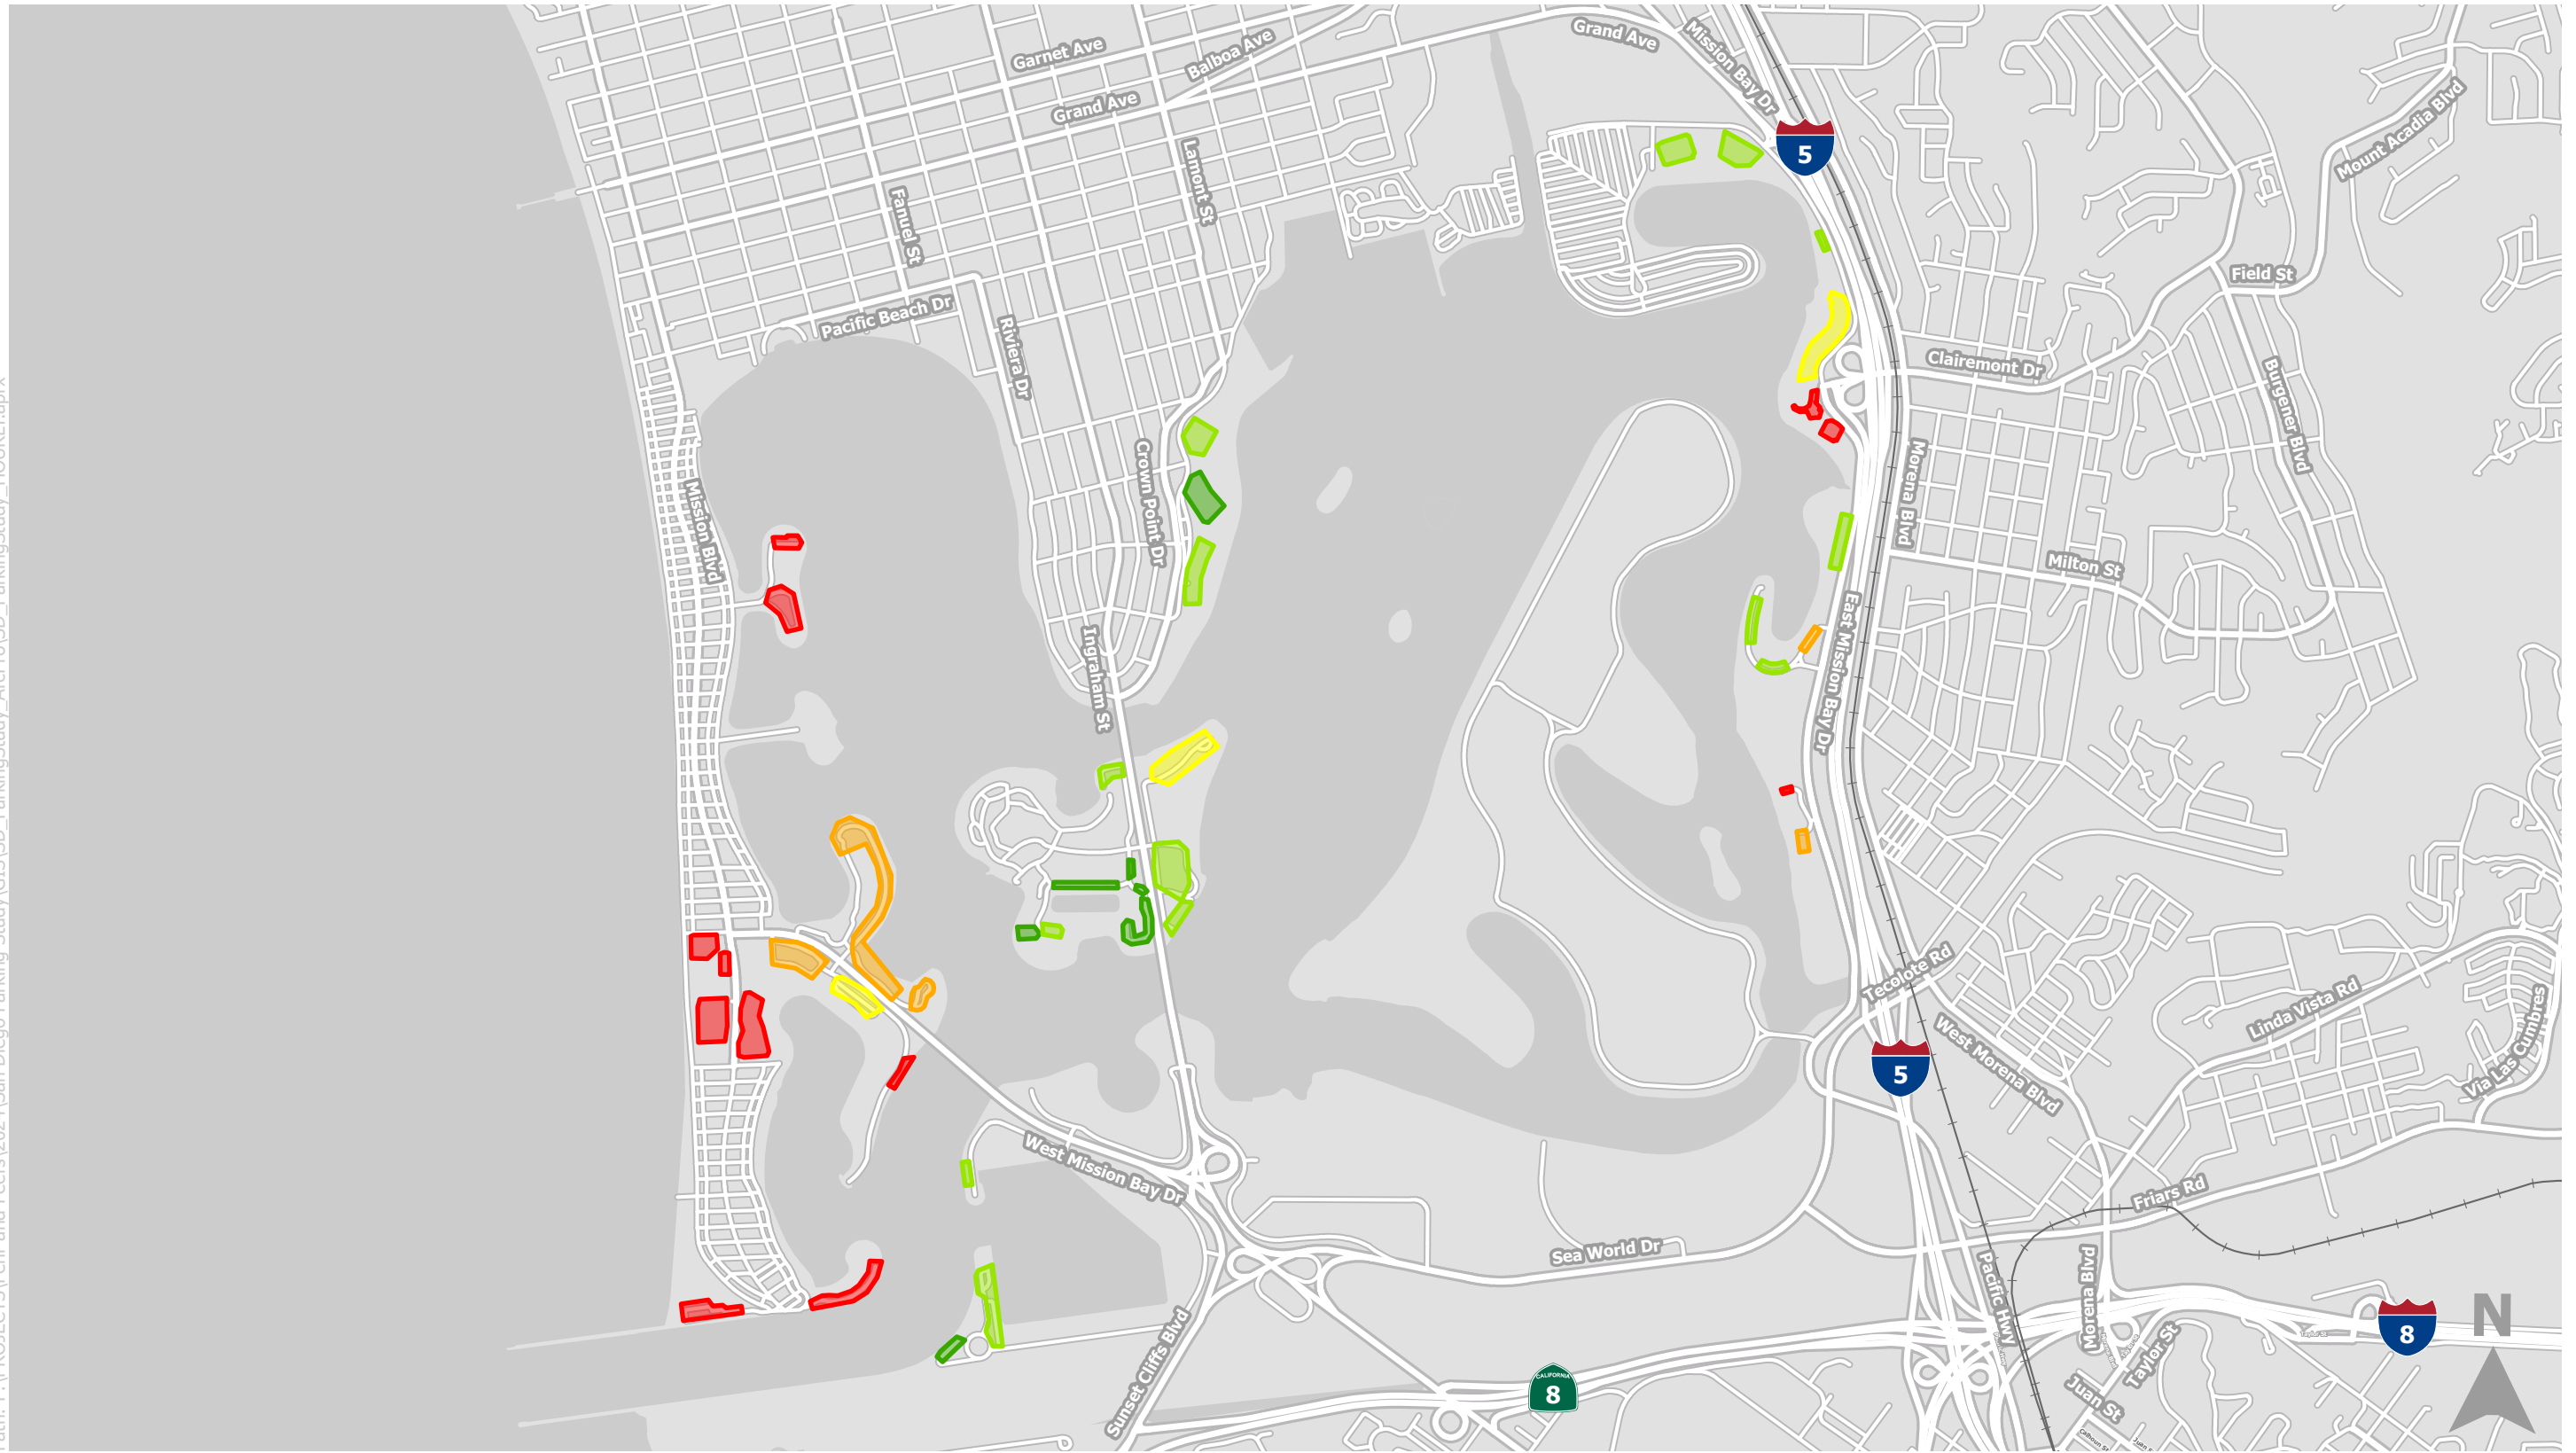 Garnet Ave
Balboa Ave
Grand Ave
Grand Ave
Mission Bay Dr
5
Mount Acadia Blvd
Lamont St
Fanuel St
Field St
Pacific Beach Dr
Riviera Dr
Clairemont Dr
Burgener Blvd
Crown Point Dr
Morena Blvd
Mission Blvd
Milton St
East Mission Bay Dr
Ingraham St
Tecolote Rd
Linda Vista Rd
Via Las Cumbres
West Morena Blvd
5
West Mission Bay Dr
Friars Rd
Sea World Dr
Pacific Hwy
Morena Blvd
Taylor St
Juan St
Sunset Cliffs Blvd
CALIFORNIA
8
8
N